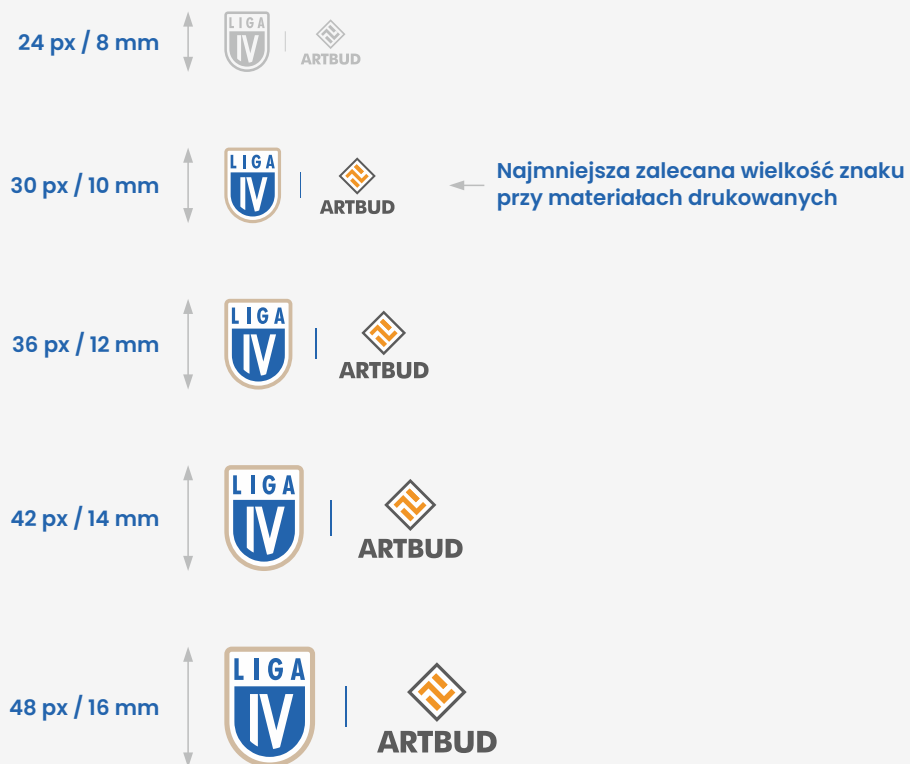 24 px / 8 mm
LIGA
IV
ARTBUD
30 px / 10 mm
LIGA
IV
ARTBUD
Najmniejsza zalecana wielkość znaku
przy materiałach drukowanych
36 px / 12 mm
LIGA
IV
ARTBUD
42 px / 14 mm
LIGA
IV
ARTBUD
48 px / 16 mm
LIGA
IV
ARTBUD